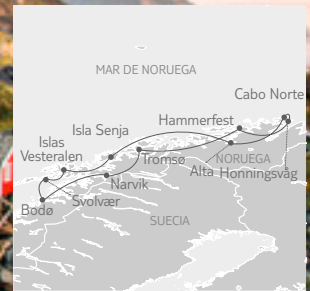 MAR DE NORUEGA
Cabo Norte
Hammerfest
Isla Senja
Islas
Vesteralen
Tromsø
NORUEGA
Alta
Honningsvåg
Narvik
Svolvær
Bodø
SUECIA